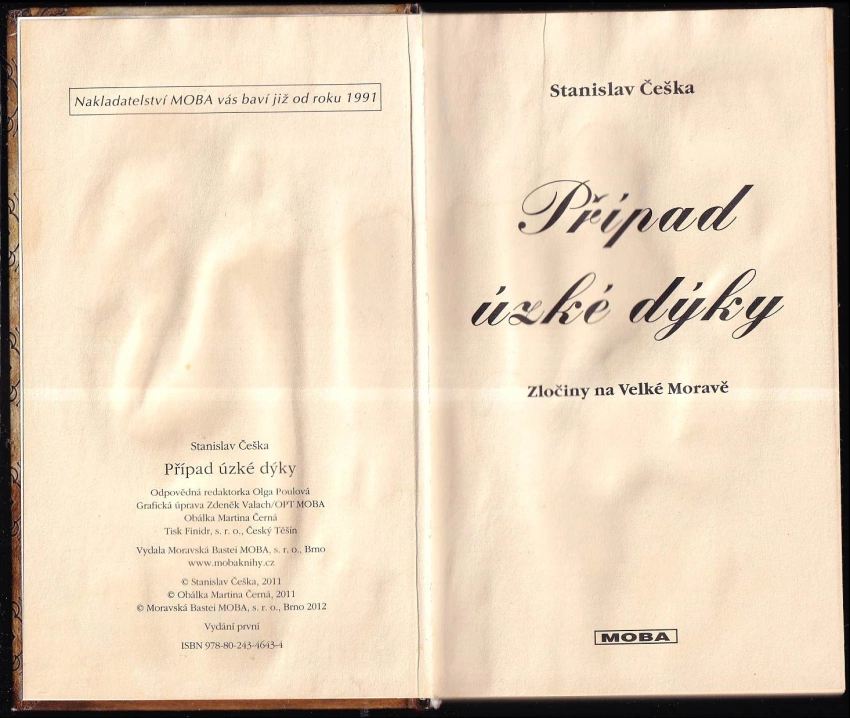 Nakladatelství MOBA vás baví již od roku 1991
Stanislav Češka
Případ úzké dýky
Odpovědná redaktorka Olga Poulová
Grafická úprava Zdeněk Valach/OPT MOBA
Obálka Martina Černá
Tisk Finidr, s. r. o., Český Těšín
Vydala Moravská Bastei MOBA, s. r. o., Brno
www.mobaknihy.cz
© Stanislav Češka, 2011
© Obálka Martina Černá, 2011
© Moravská Bastei MOBA, s. r. o., Brno 2012
Vydání první
ISBN 978-80-243-4643-4
Stanislav Češka
Případ
úzké dýky
Zločiny na Velké Moravě
MOBA